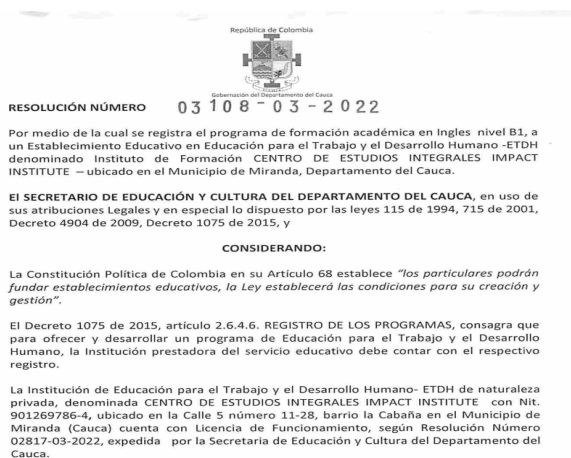 República de Colombia
Gobernación del Departamento del Cauca
RESOLUCIÓN NÚMERO 03108-03-2022
Por medio de la cual se registra el programa de formación académica en Ingles nivel B1, a
un Establecimiento Educativo en Educación para el Trabajo y el Desarrollo Humano -ETDH
denominado Instituto de Formación CENTRO DE ESTUDIOS INTEGRALES IMPACT
INSTITUTE – ubicado en el Municipio de Miranda, Departamento del Cauca.
El SECRETARIO DE EDUCACIÓN Y CULTURA DEL DEPARTAMENTO DEL CAUCA, en uso de
sus atribuciones Legales y en especial lo dispuesto por las leyes 115 de 1994, 715 de 2001,
Decreto 4904 de 2009, Decreto 1075 de 2015, y
CONSIDERANDO:
La Constitución Política de Colombia en su Artículo 68 establece "los particulares podrán
fundar establecimientos educativos, la Ley establecerá las condiciones para su creación y
gestión".
El Decreto 1075 de 2015, artículo 2.6.4.6. REGISTRO DE LOS PROGRAMAS, consagra que
para ofrecer y desarrollar un programa de Educación para el Trabajo y el Desarrollo
Humano, la Institución prestadora del servicio educativo debe contar con el respectivo
registro.
La Institución de Educación para el Trabajo y el Desarrollo Humano- ETDH de naturaleza
privada, denominada CENTRO DE ESTUDIOS INTEGRALES IMPACT INSTITUTE con Nit.
901269786-4, ubicado en la Calle 5 número 11-28, barrio la Cabaña en el Municipio de
Miranda (Cauca) cuenta con Licencia de Funcionamiento, según Resolución Número
02817-03-2022, expedida por la Secretaria de Educación y Cultura del Departamento del
Cauca.